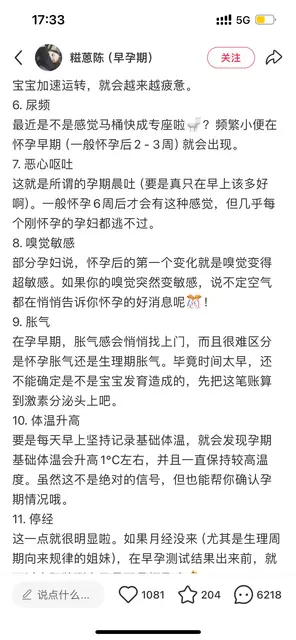 17:33
5G
糍蒽陈（早孕期）
关注
宝宝加速运转，就会越来越疲惫。
6. 尿频
最近是不是感觉马桶快成专座啦🚽？频繁小便在
怀孕早期 (一般怀孕后 2 - 3 周) 就会出现。
7. 恶心呕吐
这就是所谓的孕期晨吐 (要是真只在早上该多好
啊)。一般怀孕 6 周后才会有这种感觉，但几乎每
个刚怀孕的孕妇都逃不过。
8. 嗅觉敏感
部分孕妇说，怀孕后的第一个变化就是嗅觉变得
超敏感。如果你的嗅觉突然变敏感，说不定空气
都在悄悄告诉你怀孕的好消息呢🎊！
9. 胀气
在孕早期，胀气感会悄悄找上门，而且很难区分
是怀孕胀气还是生理期胀气。毕竟时间太早，还
不能确定是不是宝宝发育造成的，先把这笔账算
到激素分泌头上吧。
10. 体温升高
要是每天早上坚持记录基础体温，就会发现孕期
基础体温会升高 1°C左右，并且一直保持较高温
度。虽然这不是绝对的信号，但也能帮你确认孕
期情况哦。
11. 停经
这一点就很明显啦。如果月经没来 (尤其是生理周
期向来规律的姐妹)，在早孕测试结果出来前，就
说点什么...
1081
204
6218